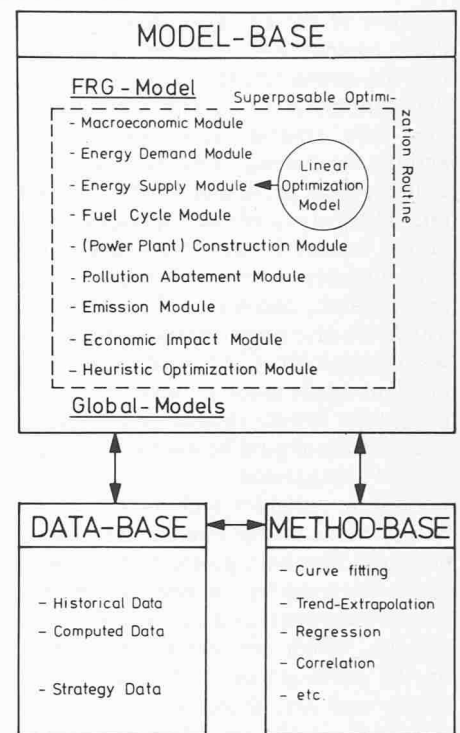 MODEL-BASE
FRG-Model
Superposable Optimi-
zation Routine
- Macroeconomic Module
- Energy Demand Module
- Energy Supply Module
- Fuel Cycle Module
- (Power Plant) Construction Module
- Pollution Abatement Module
- Emission Module
- Economic Impact Module
- Heuristic Optimization Module
Linear
Optimization
Model
Global-Models
DATA-BASE
- Historical Data
- Computed Data
- Strategy Data
METHOD-BASE
- Curve fitting
- Trend-Extrapolation
- Regression
- Correlation
- etc.